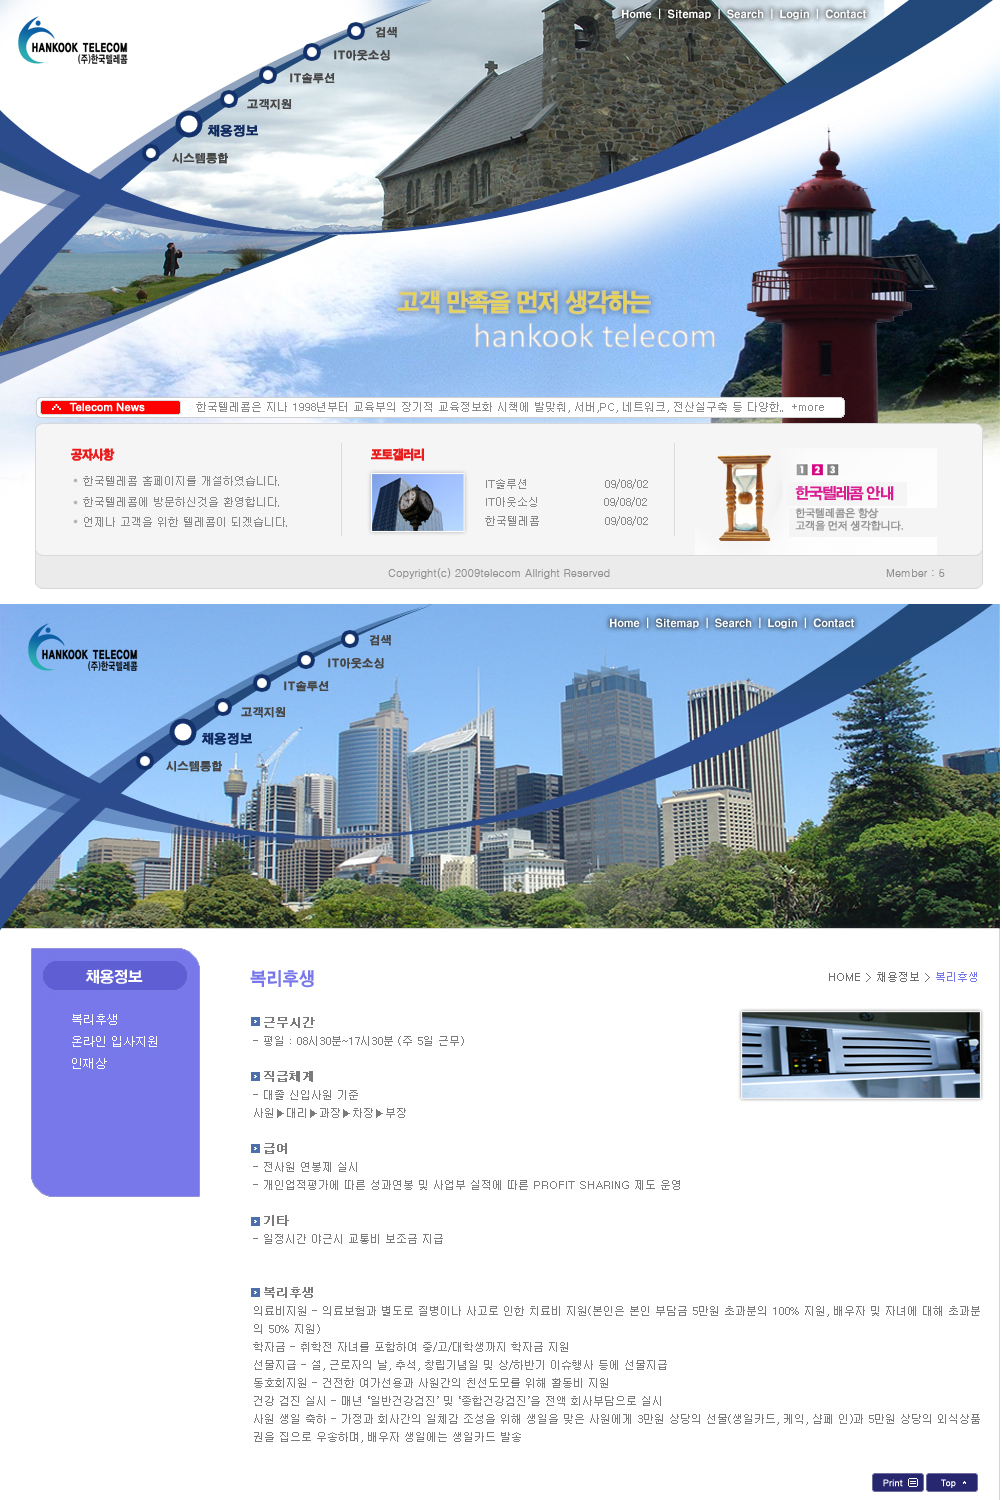 Home | Sitemap | Search | Login | Contact
HANKOOK TELECOM
(주)한국텔레콤
검색
IT아웃소싱
IT솔루션
고객지원
채용정보
시스템통합
고객 만족을 먼저 생각하는
hankook telecom
Telecom News 한국텔레콤은 지나 1998년부터 교육부의 장기적 교육정보화 시책에 발맞춰, 서버,PC, 네트워크, 전산실구축 등 다양한.. +more
공자사항
한국텔레콤 홈페이지를 개설하였습니다.
한국텔레콤에 방문하신것을 환영합니다.
언제나 고객을 위한 텔레콤이 되겠습니다.
포토갤러리
IT솔루션 09/08/02
IT아웃소싱 09/08/02
한국텔레콤 09/08/02
1 2 3
한국텔레콤 안내
한국텔레콤은 항상
고객을 먼저 생각합니다.
Copyright(c) 2009telecom Allright Reserved
Member : 5
Home | Sitemap | Search | Login | Contact
HANKOOK TELECOM
(주)한국텔레콤
검색
IT아웃소싱
IT솔루션
고객지원
채용정보
시스템통합
채용정보
복리후생
온라인 입사지원
인재상
복리후생
HOME > 채용정보 > 복리후생
근무시간
- 평일 : 08시30분~17시30분 (주 5일 근무)
직급체계
- 대졸 신입사원 기준
사원▶대리▶과장▶차장▶부장
급여
- 전사원 연봉제 실시
- 개인업적평가에 따른 성과연봉 및 사업부 실적에 따른 PROFIT SHARING 제도 운영
기타
- 일정시간 야근시 교통비 보조금 지급
복리후생
의료비지원 - 의료보험과 별도로 질병이나 사고로 인한 치료비 지원(본인은 본인 부담금 5만원 초과분의 100% 지원, 배우자 및 자녀에 대해 초과분
의 50% 지원)
학자금 - 취학전 자녀를 포함하여 중/고/대학생까지 학자금 지원
선물지급 - 설, 근로자의 날, 추석, 창립기념일 및 상/하반기 이슈행사 등에 선물지급
동호회지원 - 건전한 여가선용과 사원간의 친선도모를 위해 활동비 지원
건강 검진 실시 - 매년 '일반건강검진' 및 '종합건강검진'을 전액 회사부담으로 실시
사원 생일 축하 - 가정과 회사간의 일체감 조성을 위해 생일을 맞은 사원에게 3만원 상당의 선물(생일카드, 케익, 샴페 인)과 5만원 상당의 외식상품
권을 집으로 우송하며, 배우자 생일에는 생일카드 발송
Print
Top